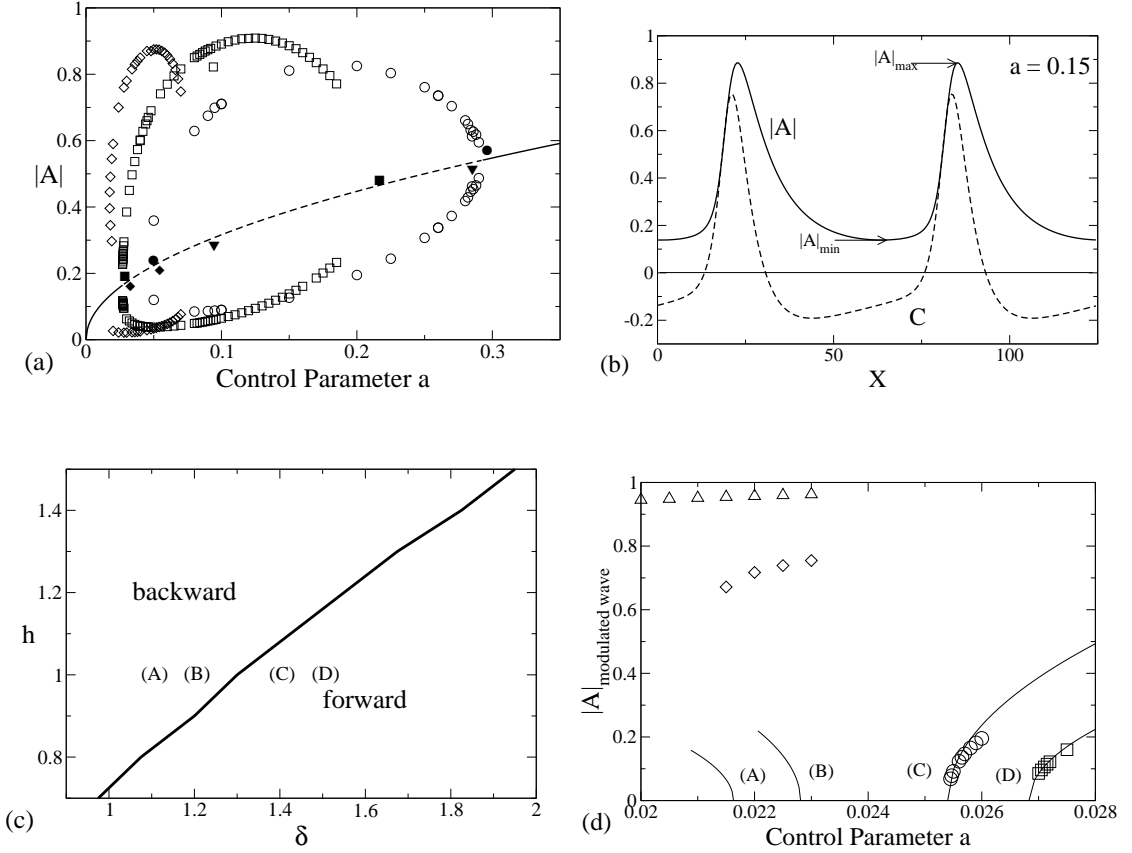 1
0.8
0.6
|A|
0.4
0.2
0
0 0.1 0.2 0.3
(a)
Control Parameter a
1
0.8
0.6
0.4
0.2
0
-0.2
|A|max
a = 0.15
|A|
|A|min
C
0 50 100
(b)
X
1.4
1.2
h
1
0.8
backward
(A) (B) (C) (D)
forward
1 1.2 1.4 1.6 1.8 2
(c)
δ
1
0.8
0.6
0.4
0.2
0
|A|modulated wave
(A) (B) (C) (D)
0.02 0.022 0.024 0.026 0.028
(d)
Control Parameter a